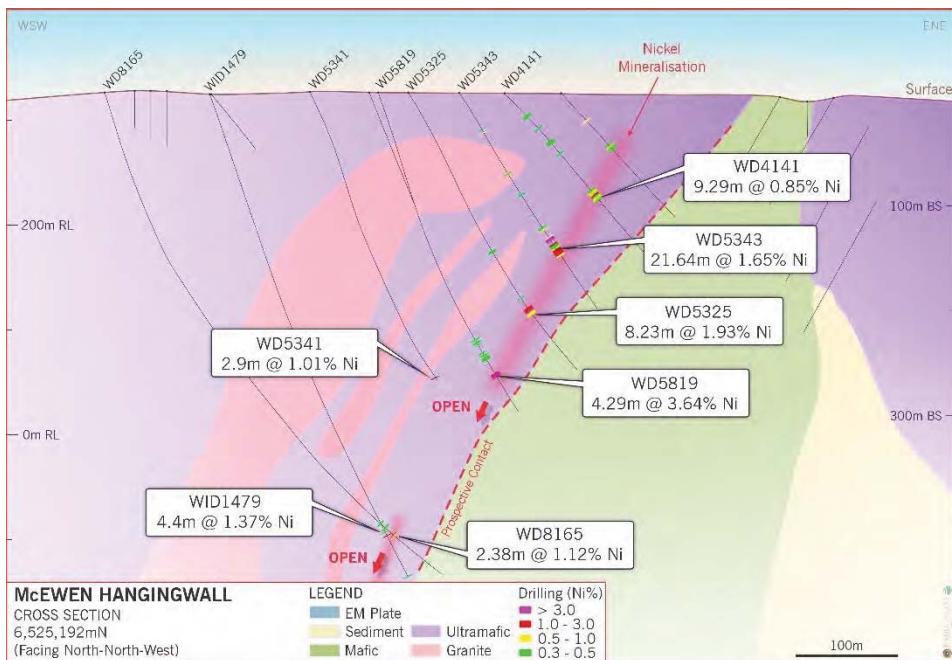 WSW
ENE
WD8165
WID1479
WD5341
WD5819
WD5325
WD5343
WD4141
Nickel
Mineralisation
Surface
WD4141
9.29m @ 0.85% Ni
200m RL
100m BS
WD5343
21.64m @ 1.65% Ni
WD5325
8.23m @ 1.93% Ni
WD5341
2.9m @ 1.01% Ni
WD5819
4.29m @ 3.64% Ni
OPEN
0m RL
300m BS
Prospective Contact
WID1479
4.4m @ 1.37% Ni
WD8165
2.38m @ 1.12% Ni
OPEN
McEWEN HANGINGWALL
CROSS SECTION
6,525,192mN
(Facing North-North-West)
LEGEND
EM Plate
Sediment
Mafic
Ultramafic
Granite
Drilling (Ni%)
> 3.0
1.0 - 3.0
0.5 - 1.0
0.3 - 0.5
100m